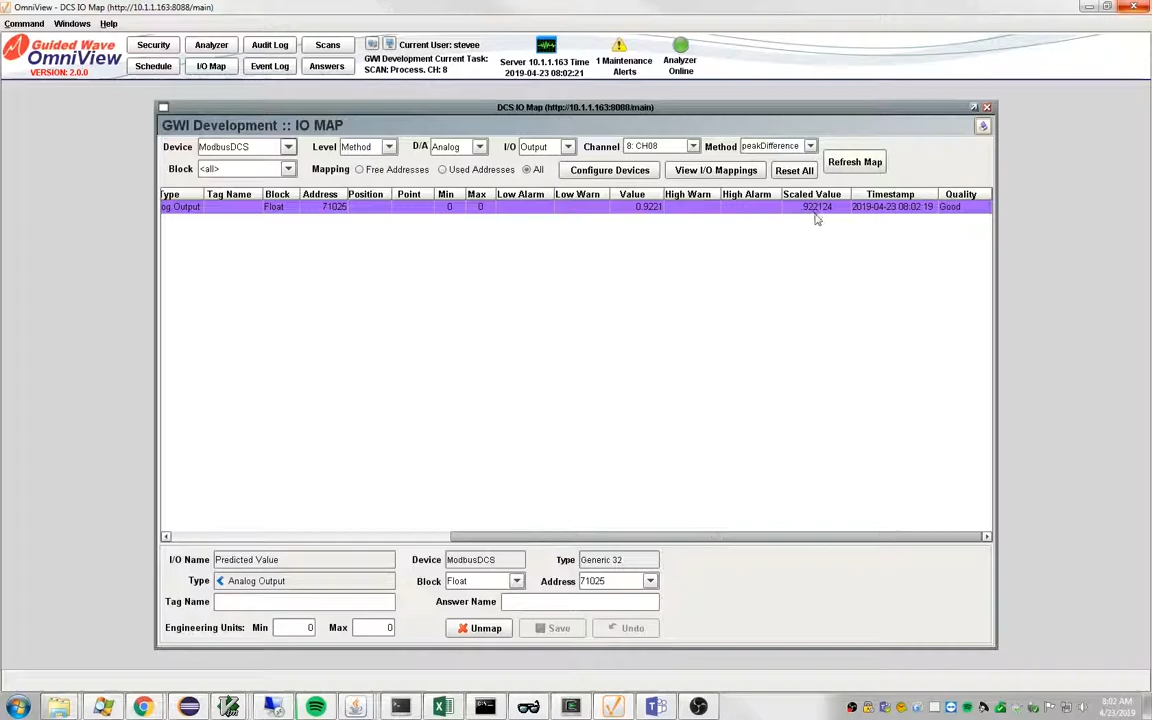 OmniView - DCS IO Map (http://10.1.1.163:8088/main)
Command Windows Help
Guided Wave
OmniView
VERSION: 2.0.0
Security Analyzer Audit Log Scans
Schedule I/O Map Event Log Answers
Current User: stevee
GWI Development Current Task:
SCAN: Process. CH: 8
Server 10.1.1.163 Time
2019-04-23 08:02:21
1 Maintenance
Alerts
Analyzer
Online
DCS IO Map (http://10.1.1.163:8088/main)
GWI Development :: IO MAP
Device ModbusDCS Level Method D/A Analog I/O Output Channel 8: CH08 Method peakDifference
Refresh Map
Block <all> Mapping Free Addresses Used Addresses All Configure Devices View I/O Mappings Reset All
Type Tag Name Block Address Position Point Min Max Low Alarm Low Warn Value High Warn High Alarm Scaled Value Timestamp Quality
og Output Float 71025 0 0 0.9221 .922124 2019-04-23 08:02:19 Good
I/O Name Predicted Value Device ModbusDCS Type Generic 32
Type Analog Output Block Float Address 71025
Tag Name Answer Name
Engineering Units: Min 0 Max 0 Unmap Save Undo
8:02 AM
4/23/2019